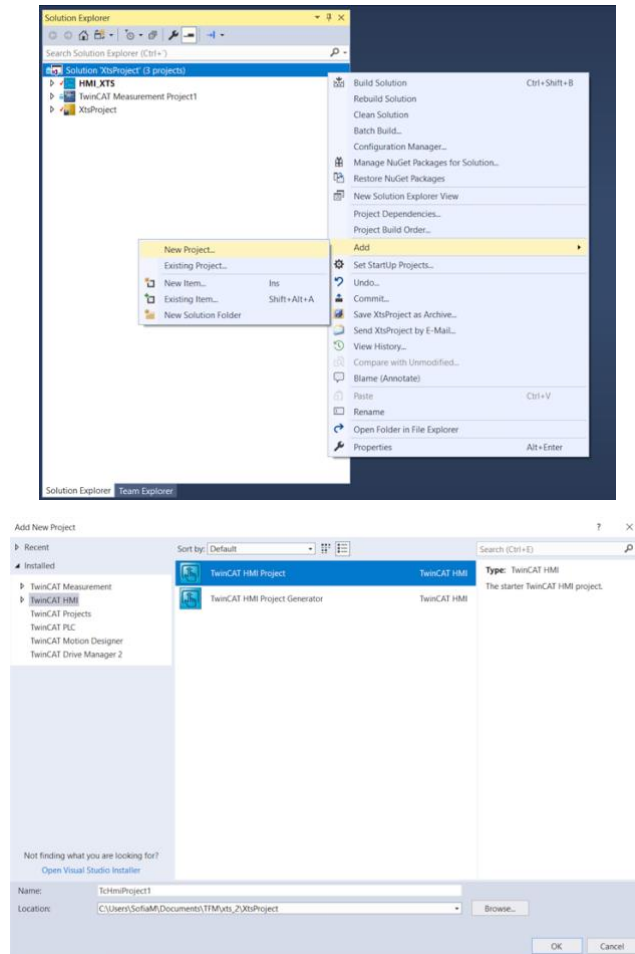 Solution Explorer
Search Solution Explorer (Ctrl+')
Solution 'XtsProject' (3 projects)
HMI_XTS
TwinCAT Measurement Project1
XtsProject
Build Solution Ctrl+Shift+B
Rebuild Solution
Clean Solution
Batch Build...
Configuration Manager...
Manage NuGet Packages for Solution...
Restore NuGet Packages
New Solution Explorer View
Project Dependencies...
Project Build Order...
Add
Set StartUp Projects...
Undo...
Commit...
Save XtsProject as Archive...
Send XtsProject by E-Mail...
View History...
Compare with Unmodified...
Blame (Annotate)
Paste Ctrl+V
Rename
Open Folder in File Explorer
Properties Alt+Enter
New Project...
Existing Project...
New Item... Ins
Existing Item... Shift+Alt+A
New Solution Folder
Solution Explorer Team Explorer
Add New Project ?
Recent
Installed
TwinCAT Measurement
TwinCAT HMI
TwinCAT Projects
TwinCAT PLC
TwinCAT Motion Designer
TwinCAT Drive Manager 2
Not finding what you are looking for?
Open Visual Studio Installer
Sort by: Default
TwinCAT HMI Project TwinCAT HMI
TwinCAT HMI Project Generator TwinCAT HMI
Search (Ctrl+E)
Type: TwinCAT HMI
The starter TwinCAT HMI project.
Name: TcHmiProject1
Location: C:\Users\SofiaM\Documents\TFM\xts_2\XtsProject
Browse...
OK Cancel